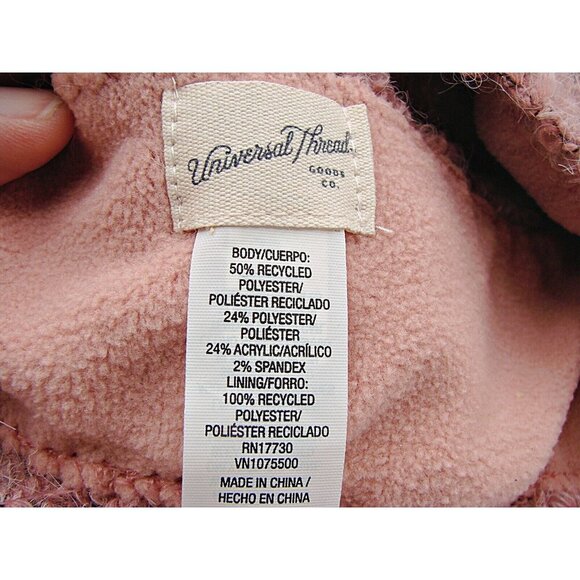 Universal Thread
GOODS
CO.
BODY/CUERPO:
50% RECYCLED
POLYESTER/
POLIÉSTER RECICLADO
24% POLYESTER/
POLIÉSTER
24% ACRYLIC/ACRÍLICO
2% SPANDEX
LINING/FORRO:
100% RECYCLED
POLYESTER/
POLIÉSTER RECICLADO
RN17730
VN1075500
MADE IN CHINA /
HECHO EN CHINA